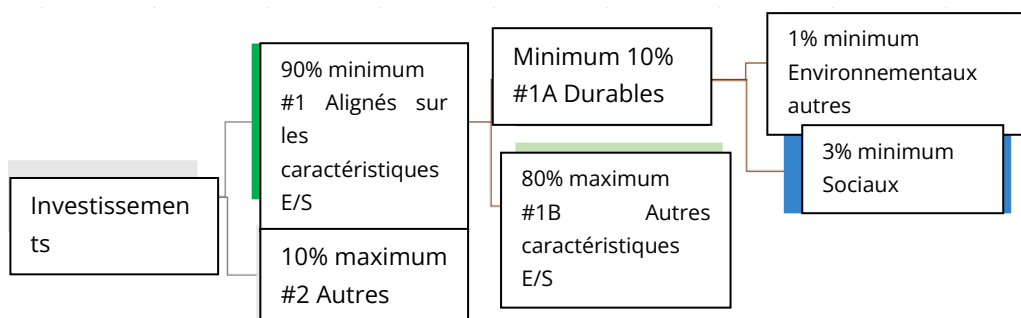 Investissemen
ts
90% minimum
#1 Alignés sur
les
caractéristiques
E/S
10% maximum
#2 Autres
Minimum 10%
#1A Durables
80% maximum
#1B Autres
caractéristiques
E/S
1% minimum
Environnementaux
autres
3% minimum
Sociaux